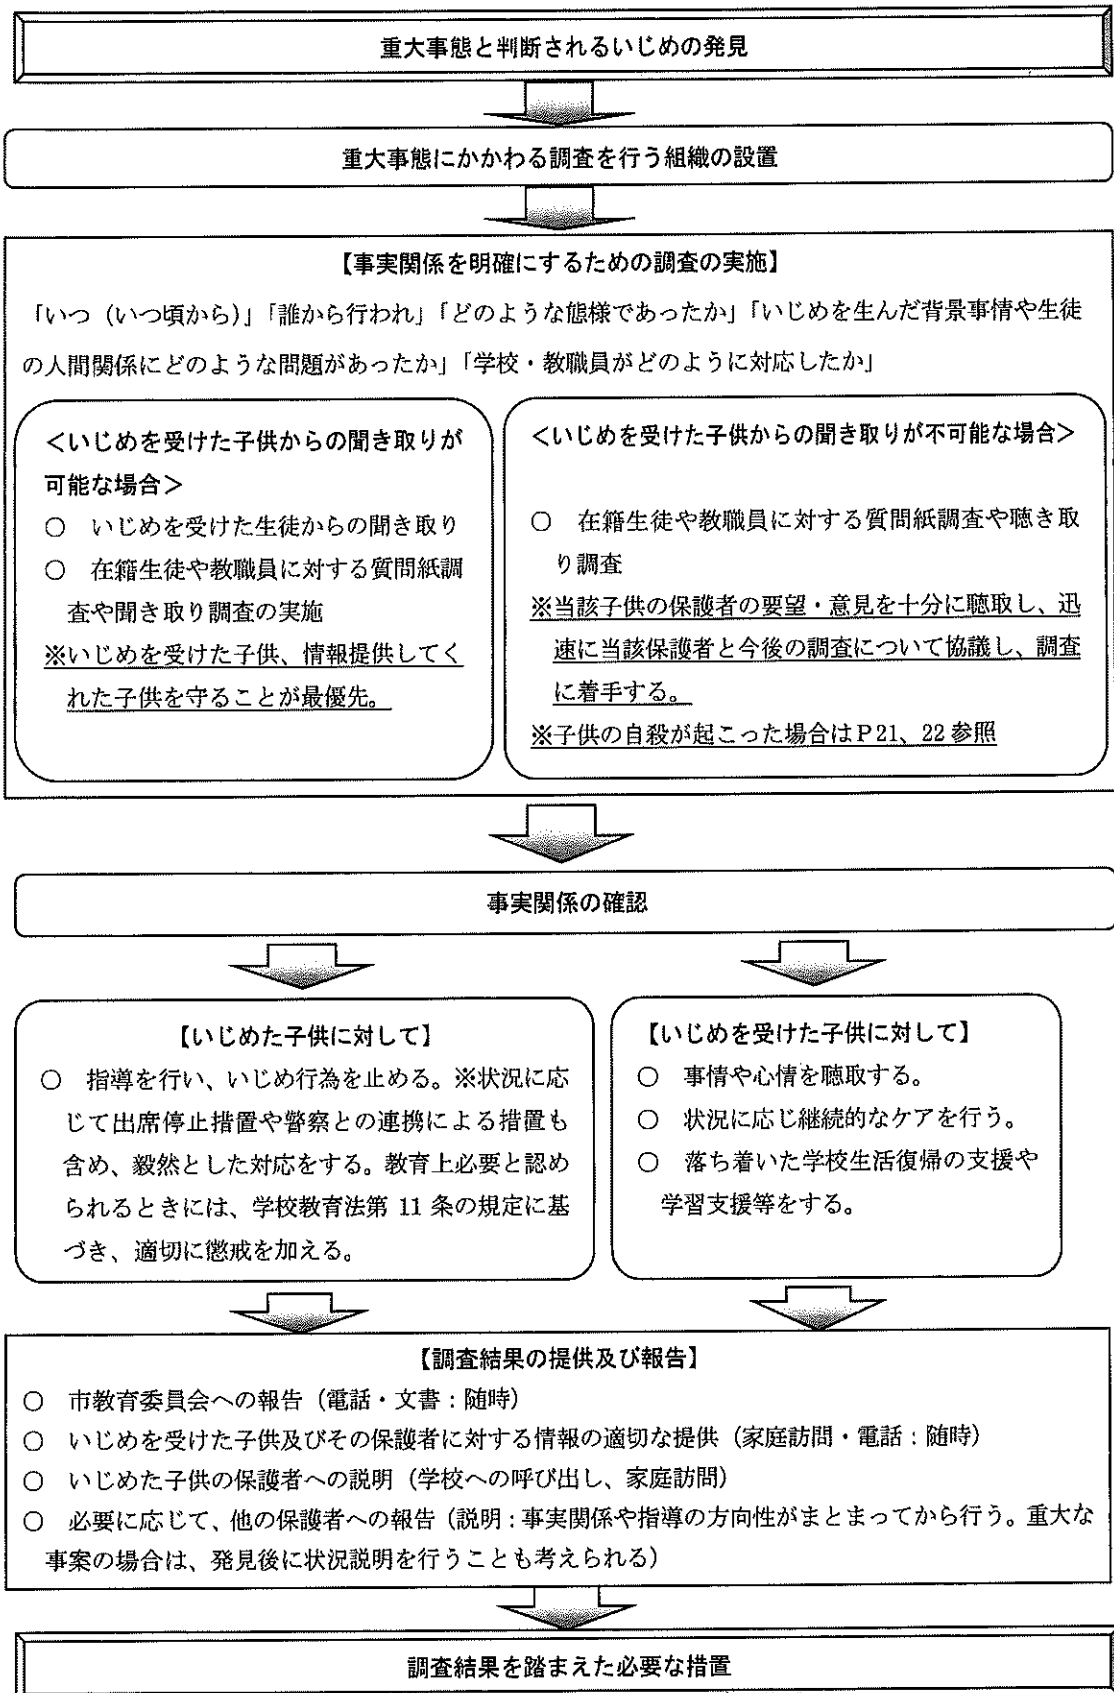 重大事態と判断されるいじめの発見
重大事態にかかわる調査を行う組織の設置
【事実関係を明確にするための調査の実施】
「いつ（いつ頃から）」「誰から行われ」「どのような態様であったか」「いじめを生んだ背景事情や生徒
の人間関係にどのような問題があったか」「学校・教職員がどのように対応したか」
＜いじめを受けた子供からの聞き取りが
可能な場合＞
○　いじめを受けた生徒からの聞き取り
○　在籍生徒や教職員に対する質問紙調
査や聞き取り調査の実施
※いじめを受けた子供、情報提供してく
れた子供を守ることが最優先。
＜いじめを受けた子供からの聞き取りが不可能な場合＞
○　在籍生徒や教職員に対する質問紙調査や聴き取
り調査
※当該子供の保護者の要望・意見を十分に聴取し、迅
速に当該保護者と今後の調査について協議し、調査
に着手する。
※子供の自殺が起こった場合はP21、22参照
事実関係の確認
【いじめた子供に対して】
○　指導を行い、いじめ行為を止める。※状況に応
じて出席停止措置や警察との連携による措置も
含め、毅然とした対応をする。教育上必要と認め
られるときには、学校教育法第 11 条の規定に基
づき、適切に懲戒を加える。
【いじめを受けた子供に対して】
○　事情や心情を聴取する。
○　状況に応じ継続的なケアを行う。
○　落ち着いた学校生活復帰の支援や
学習支援等をする。
【調査結果の提供及び報告】
○　市教育委員会への報告（電話・文書：随時）
○　いじめを受けた子供及びその保護者に対する情報の適切な提供（家庭訪問・電話：随時）
○　いじめた子供の保護者への説明（学校への呼び出し、家庭訪問）
○　必要に応じて、他の保護者への報告（説明：事実関係や指導の方向性がまとまってから行う。重大な
事案の場合は、発見後に状況説明を行うことも考えられる）
調査結果を踏まえた必要な措置